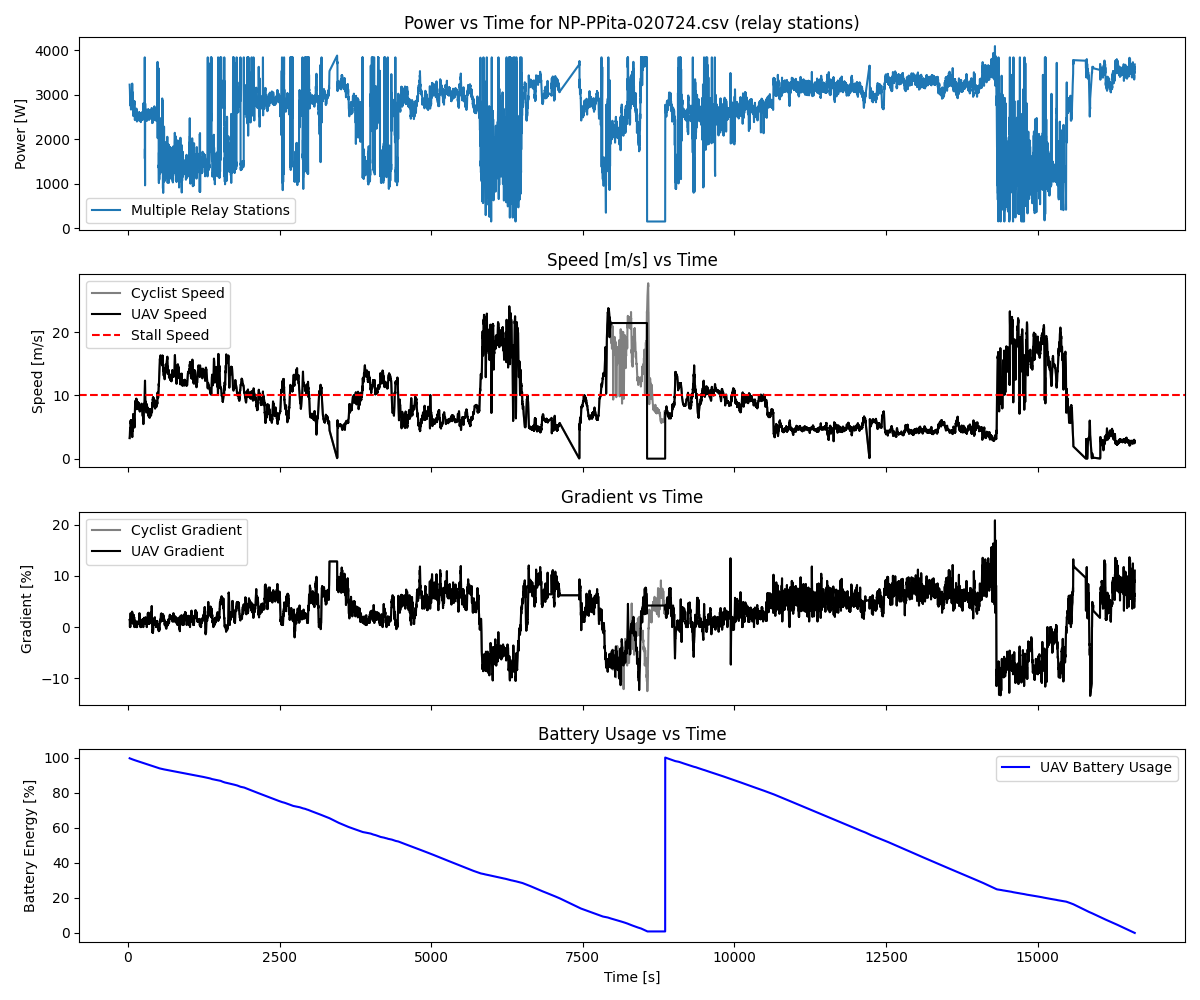 Power vs Time for NP-PPita-020724.csv (relay stations)
4000
3000
2000
1000
0
Power [W]
Multiple Relay Stations
Speed [m/s] vs Time
20
10
0
Speed [m/s]
Cyclist Speed
UAV Speed
Stall Speed
Gradient vs Time
20
10
0
−10
Gradient [%]
Cyclist Gradient
UAV Gradient
Battery Usage vs Time
100
80
60
40
20
0
Battery Energy [%]
UAV Battery Usage
0 2500 5000 7500 10000 12500 15000
Time [s]